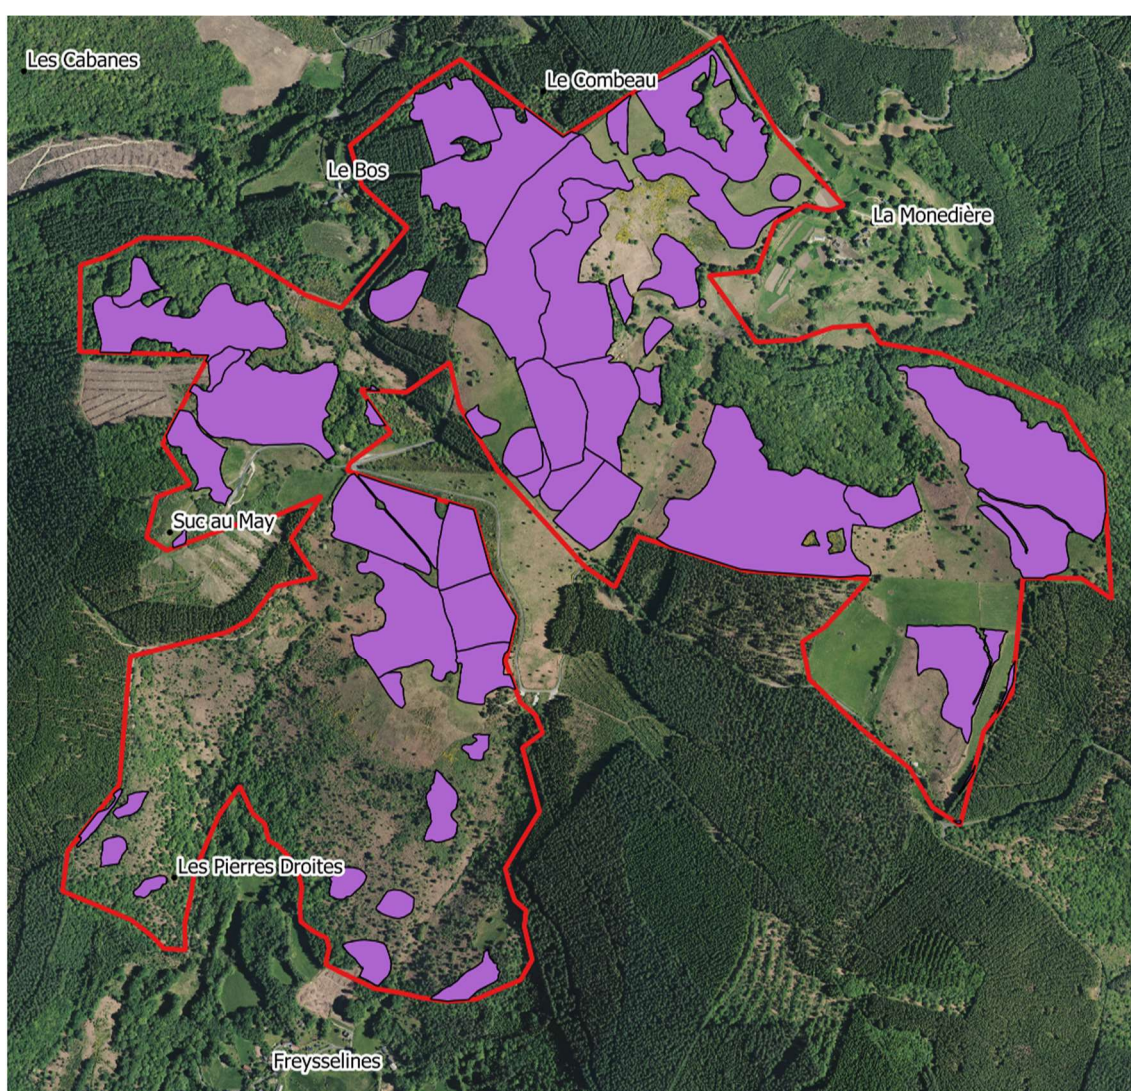 Les Cabanes
Le Combeau
Le Bos
La Monedière
Suc au May
Les Pierres Droites
Freysselines